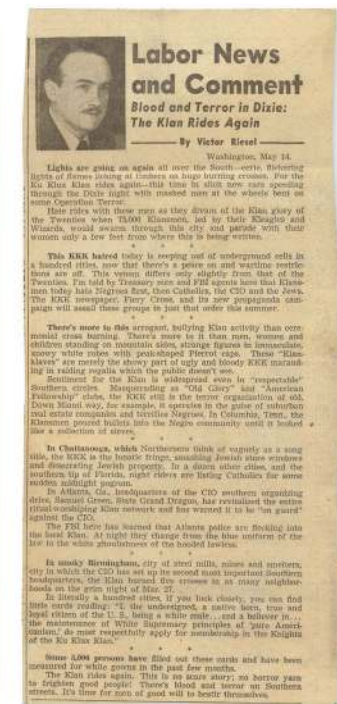 Labor News
and Comment
Blood and Terror in Dixie:
The Klan Rides Again
By Victor Riesel
Washington, May 14.
Lights are going on again all over the South—eerie, flickering
lights of flames licking at timbers on huge burning crosses. For the
Ku Klux Klan rides again—this time in slick new cars speeding
through the Dixie night with masked men at the wheels bent on
some Operation Terror.
Hate rides with these men as they dream of the Klan glory of
the Twenties when 75,000 Klansmen, led by their Kleagles and
Wizards, would swarm through this city and parade with their
women only a few feet from where this is being written.
This KKK hatred today is seeping out of underground cells in
a hundred cities, now that there's a peace on and wartime restric-
tions are off. This venom differs only slightly from that of the
Twenties. I'm told by Treasury men and FBI agents here that Klans-
men today hate Negroes first, then Catholics, the CIO and the Jews.
The KKK newspaper, Fiery Cross, and its new propaganda cam-
paign will assail these groups in just that order this summer.
There's more to this arrogant, bullying Klan activity than cere-
monial cross burning. There's more to it than men, women and
children standing on mountain sides, strange figures in immaculate,
snowy white robes with peak-shaped Pierrot caps. These "Klan-
klaves" are merely the showy part of ugly and bloody KKK maraud-
ing in raiding regalia which the public doesn't see.
Sentiment for the Klan is widespread even in "respectable"
Southern circles. Masquerading as "Old Glory" and "American
Fellowship" clubs, the KKK still is the terror organization of old.
Down Miami way, for example, it operates in the guise of suburban
real estate companies and terrifies Negroes. In Columbia, Tenn., the
Klansmen poured bullets into the Negro community until it looked
like a collection of sieves.
In Chattanooga, which Northerners think of vaguely as a song
title, the KKK is the lunatic fringe, smashing Jewish store windows
and desecrating Jewish property. In a dozen other cities, and the
southern tip of Florida, night riders are listing Catholics for some
sudden midnight pogrom.
In Atlanta, Ga., headquarters of the CIO southern organizing
drive, Samuel Green, State Grand Dragon, has revitalized the entire
ritual-worshiping Klan network and has warned it to be "on guard"
against the CIO.
The FBI here has learned that Atlanta police are flocking into
the local Klan. At night they change from the blue uniform of the
law to the white ghoulishness of the hooded lawless.
In smoky Birmingham, city of steel mills, mines and smelters,
city in which the CIO has set up its second most important Southern
headquarters, the Klan burned five crosses in as many neighbor-
hoods on the grim night of Mar. 27.
In literally a hundred cities, if you look closely, you can find
little cards reading: "I, the undersigned, a native born, true and
loyal citizen of the U. S., being a white male...and a believer in...
the maintenance of White Supremacy principles of 'pure Ameri-
canism,' do most respectfully apply for membership in the Knights
of the Ku Klux Klan."
persons have filled out these cards and have been
measured for white gowns in the past few months.
The Klan rides again. This is no scare story; no horror yarn
to frighten good people! There's blood and terror on Southern
streets. It's time for men of good will to bestir themselves.